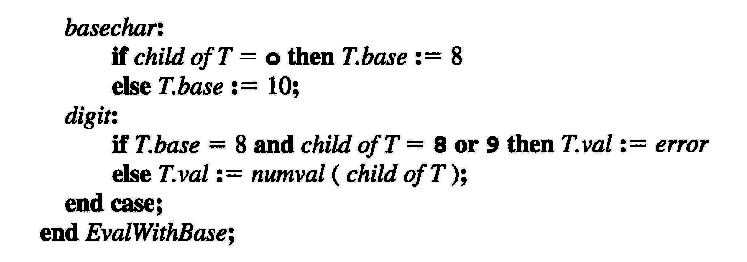 basechar:
if child of T = o then T.base := 8
else T.base := 10;
digit:
if T.base = 8 and child of T = 8 or 9 then T.val := error
else T.val := numval ( child of T );
end case;
end EvalWithBase;